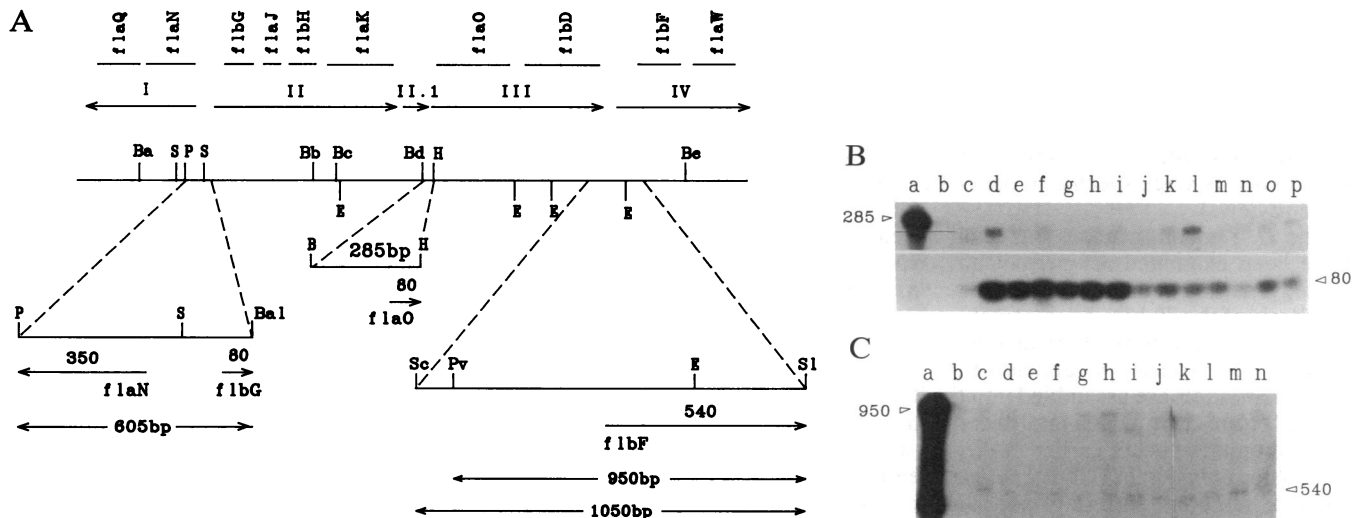 A
flaQ flaN flbG flaJ flbH flaK flaO flbD flbF flaW
I II II.1 III IV
Ba S P S Bb Bc Bd H Be
E E E E
B 285bp H
80
flaO
P S Bal
350 80
flaN flbG
605bp
Sc Pv E Sl
540
flbF
950bp
1050bp
B
a b c d e f g h i j k l m n o p
285
80
C
a b c d e f g h i j k l m n
950
540